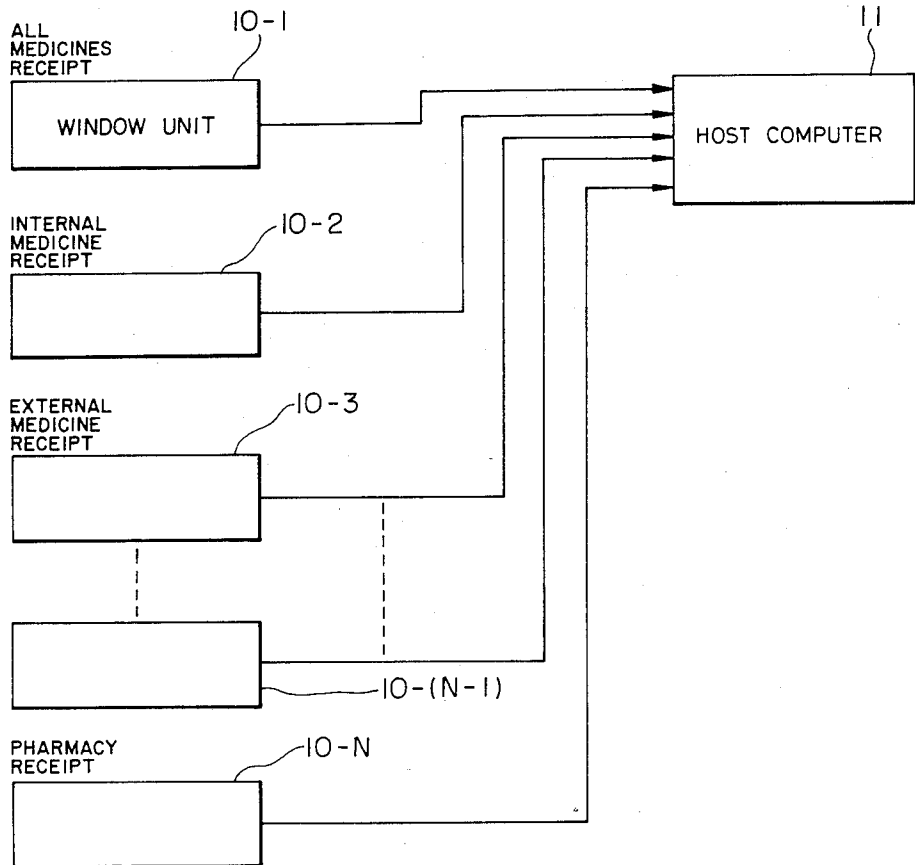 ALL
MEDICINES
RECEIPT
10-1
WINDOW UNIT
11
HOST COMPUTER
INTERNAL
MEDICINE
RECEIPT
10-2
EXTERNAL
MEDICINE
RECEIPT
10-3
10-(N-1)
PHARMACY
RECEIPT
10-N